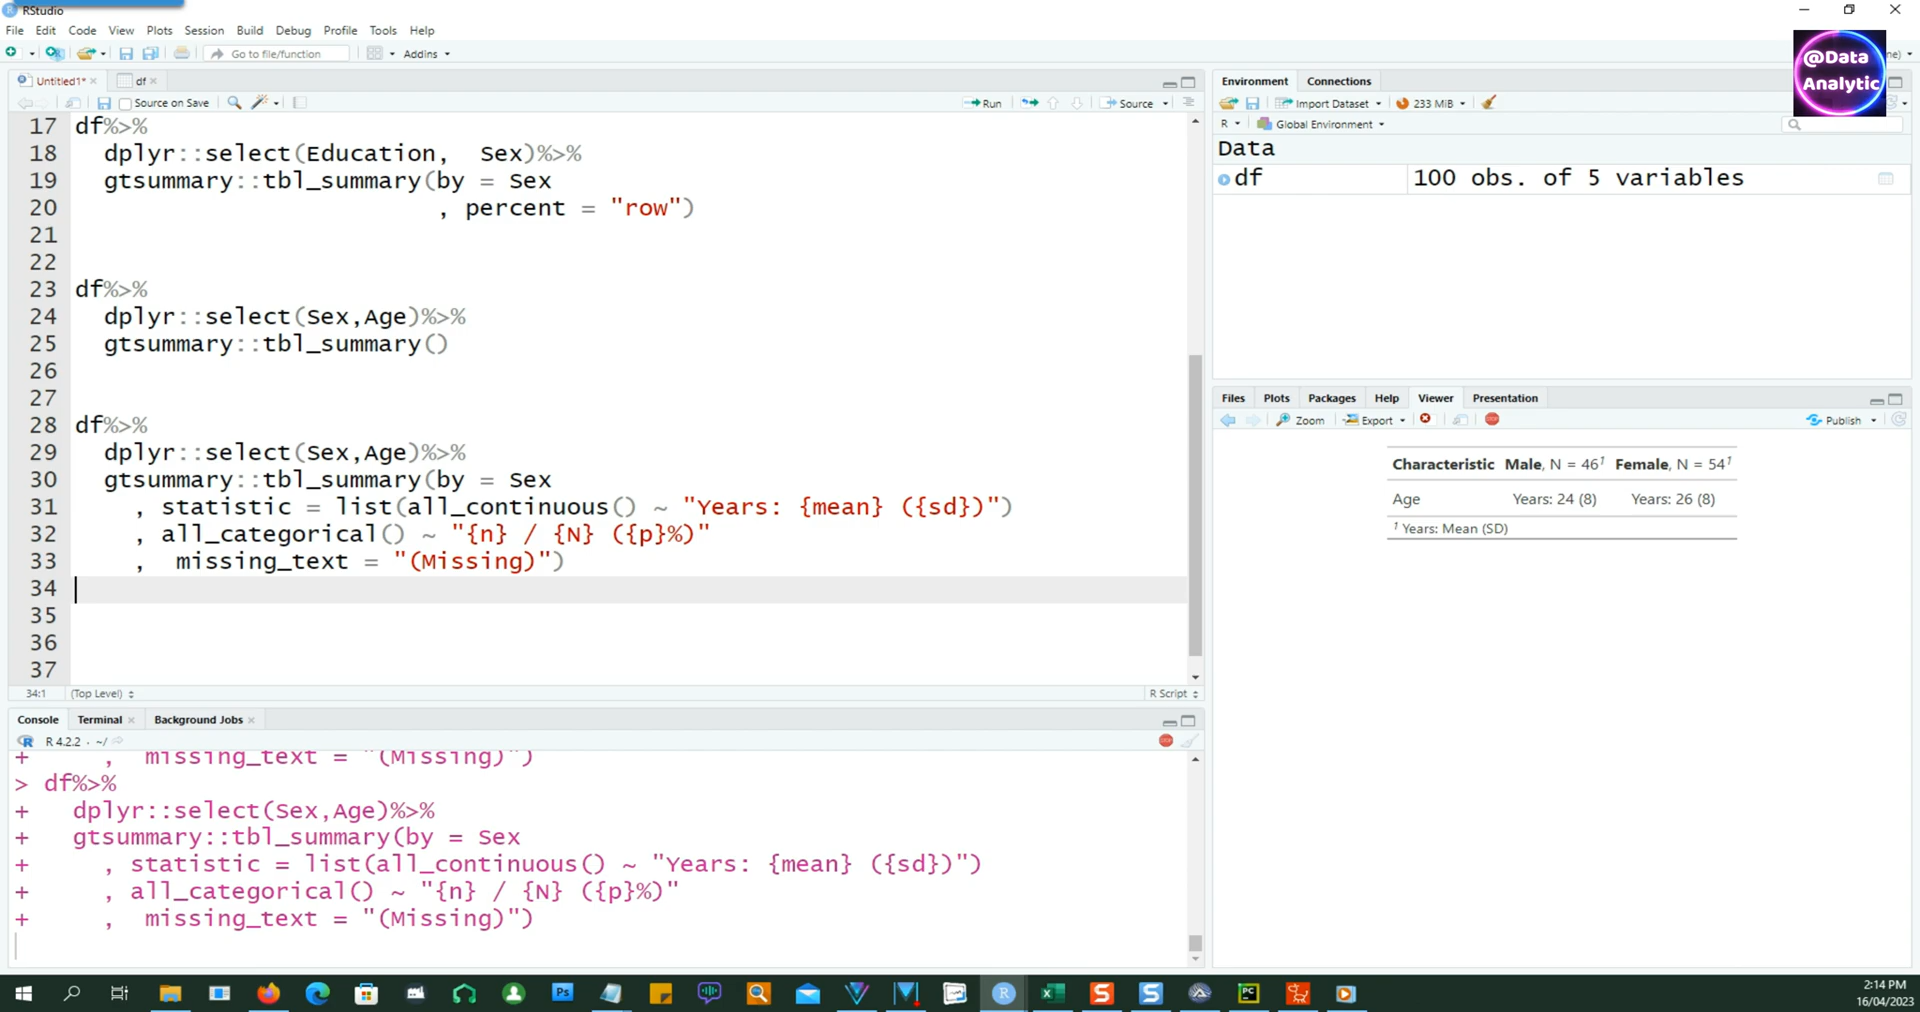 RStudio
File Edit Code View Plots Session Build Debug Profile Tools Help
Go to file/function Addins
@Data
Analytic
Untitled1* df
Source on Save Run Source
17 df%>%
18 dplyr::select(Education, Sex)%>%
19 gtsummary::tbl_summary(by = Sex
20 , percent = "row")
21
22
23 df%>%
24 dplyr::select(Sex,Age)%>%
25 gtsummary::tbl_summary()
26
27
28 df%>%
29 dplyr::select(Sex,Age)%>%
30 gtsummary::tbl_summary(by = Sex
31 , statistic = list(all_continuous() ~ "Years: {mean} ({sd})")
32 , all_categorical() ~ "{n} / {N} ({p}%)"
33 , missing_text = "(Missing)")
34
35
36
37
34:1 (Top Level) R Script
Console Terminal Background Jobs
R 4.2.2 · ~/
+ , missing_text = "(Missing)")
> df%>%
+ dplyr::select(Sex,Age)%>%
+ gtsummary::tbl_summary(by = Sex
+ , statistic = list(all_continuous() ~ "Years: {mean} ({sd})")
+ , all_categorical() ~ "{n} / {N} ({p}%)"
+ , missing_text = "(Missing)")
Environment Connections
Import Dataset 233 MiB
R Global Environment
Data
df 100 obs. of 5 variables
Files Plots Packages Help Viewer Presentation
Zoom Export Publish
Characteristic Male, N = 46¹ Female, N = 54¹
Age Years: 24 (8) Years: 26 (8)
¹ Years: Mean (SD)
2:14 PM
16/04/2023